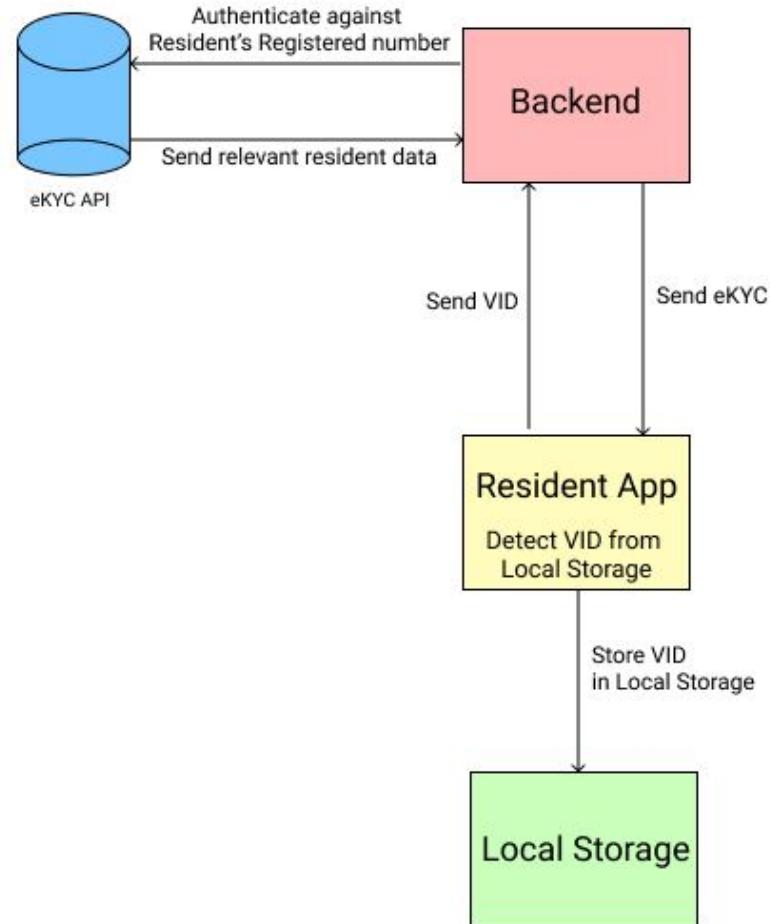 Authenticate against
Resident's Registered number
Backend
Send relevant resident data
eKYC API
Send VID
Send eKYC
Resident App
Detect VID from
Local Storage
Store VID
in Local Storage
Local Storage